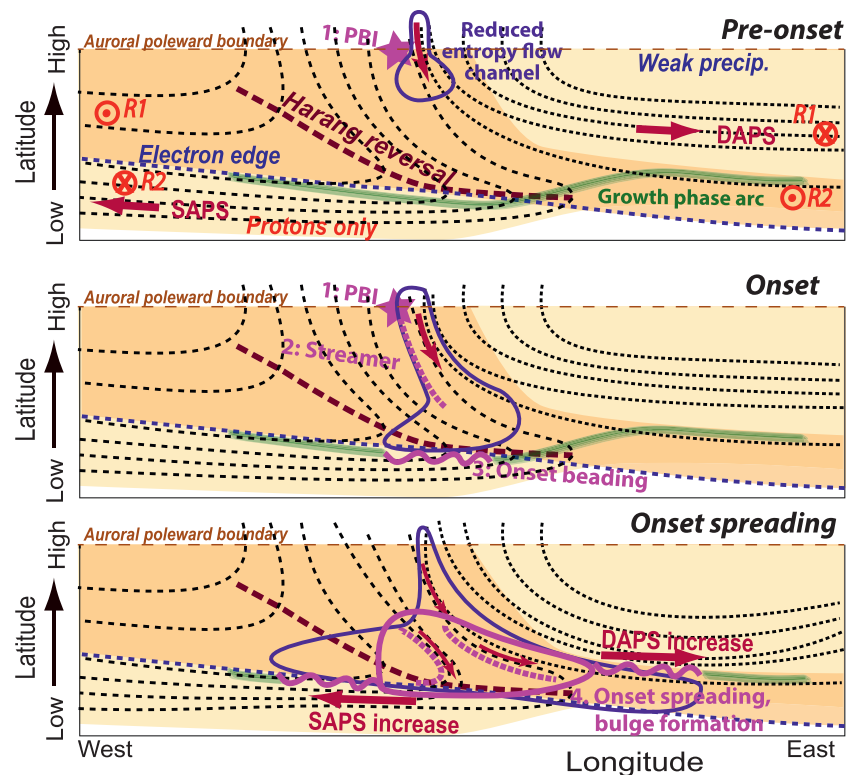 Pre-onset
1: PBI
Reduced
entropy flow
channel
Auroral poleward boundary
Weak precip.
High
Latitude
Low
R1
R1
DAPS
Harang reversal
Electron edge
R2
SAPS
Protons only
Growth phase arc
R2
Onset
1: PBI
Auroral poleward boundary
High
Latitude
Low
2: Streamer
3: Onset beading
Onset spreading
Auroral poleward boundary
High
Latitude
Low
DAPS increase
SAPS increase
4. Onset spreading,
bulge formation
West
Longitude
East